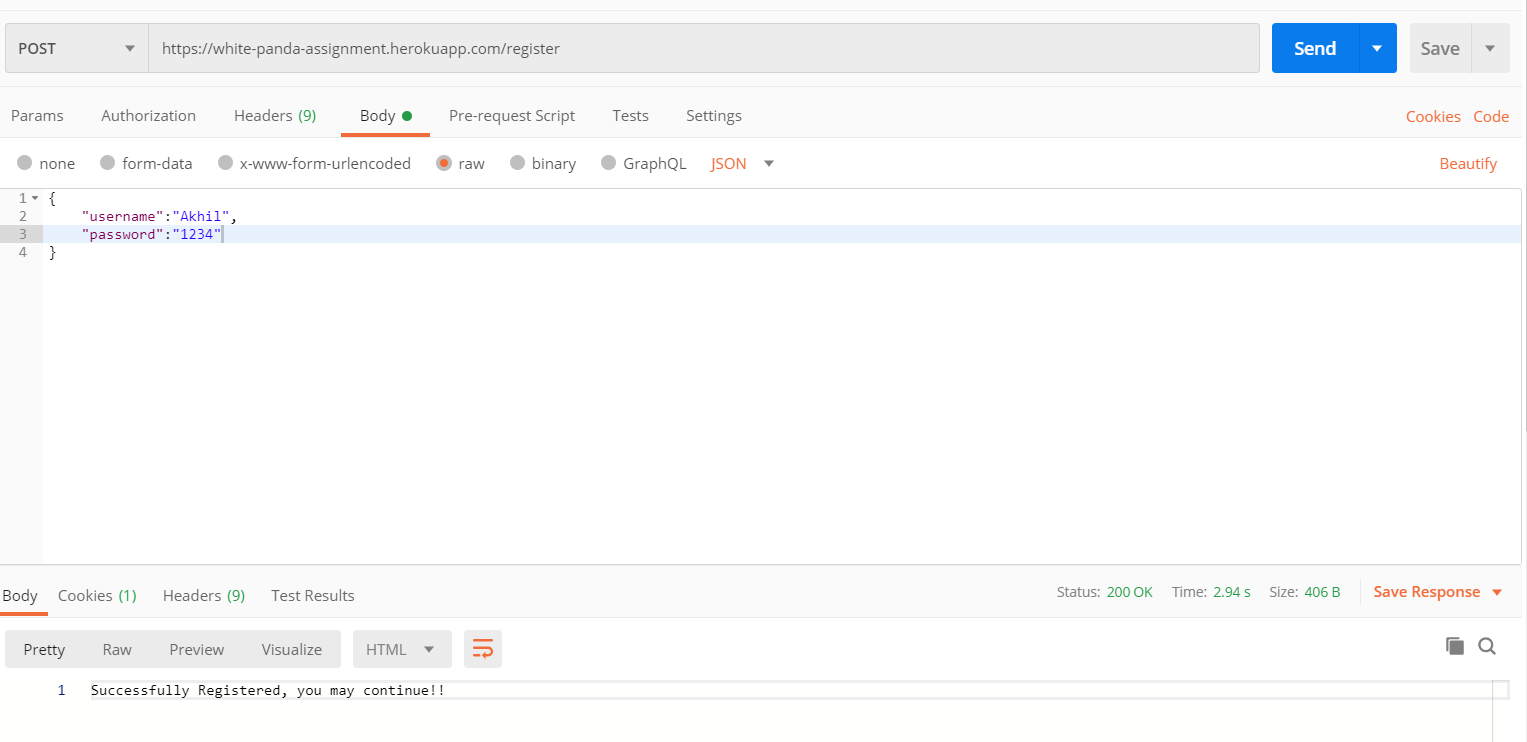 POST https://white-panda-assignment.herokuapp.com/register Send Save
Params Authorization Headers (9) Body Pre-request Script Tests Settings Cookies Code
none form-data x-www-form-urlencoded raw binary GraphQL JSON Beautify
1 {
2 "username":"Akhil",
3 "password":"1234"
4 }
Body Cookies (1) Headers (9) Test Results Status: 200 OK Time: 2.94 s Size: 406 B Save Response
Pretty Raw Preview Visualize HTML
1 Successfully Registered, you may continue!!